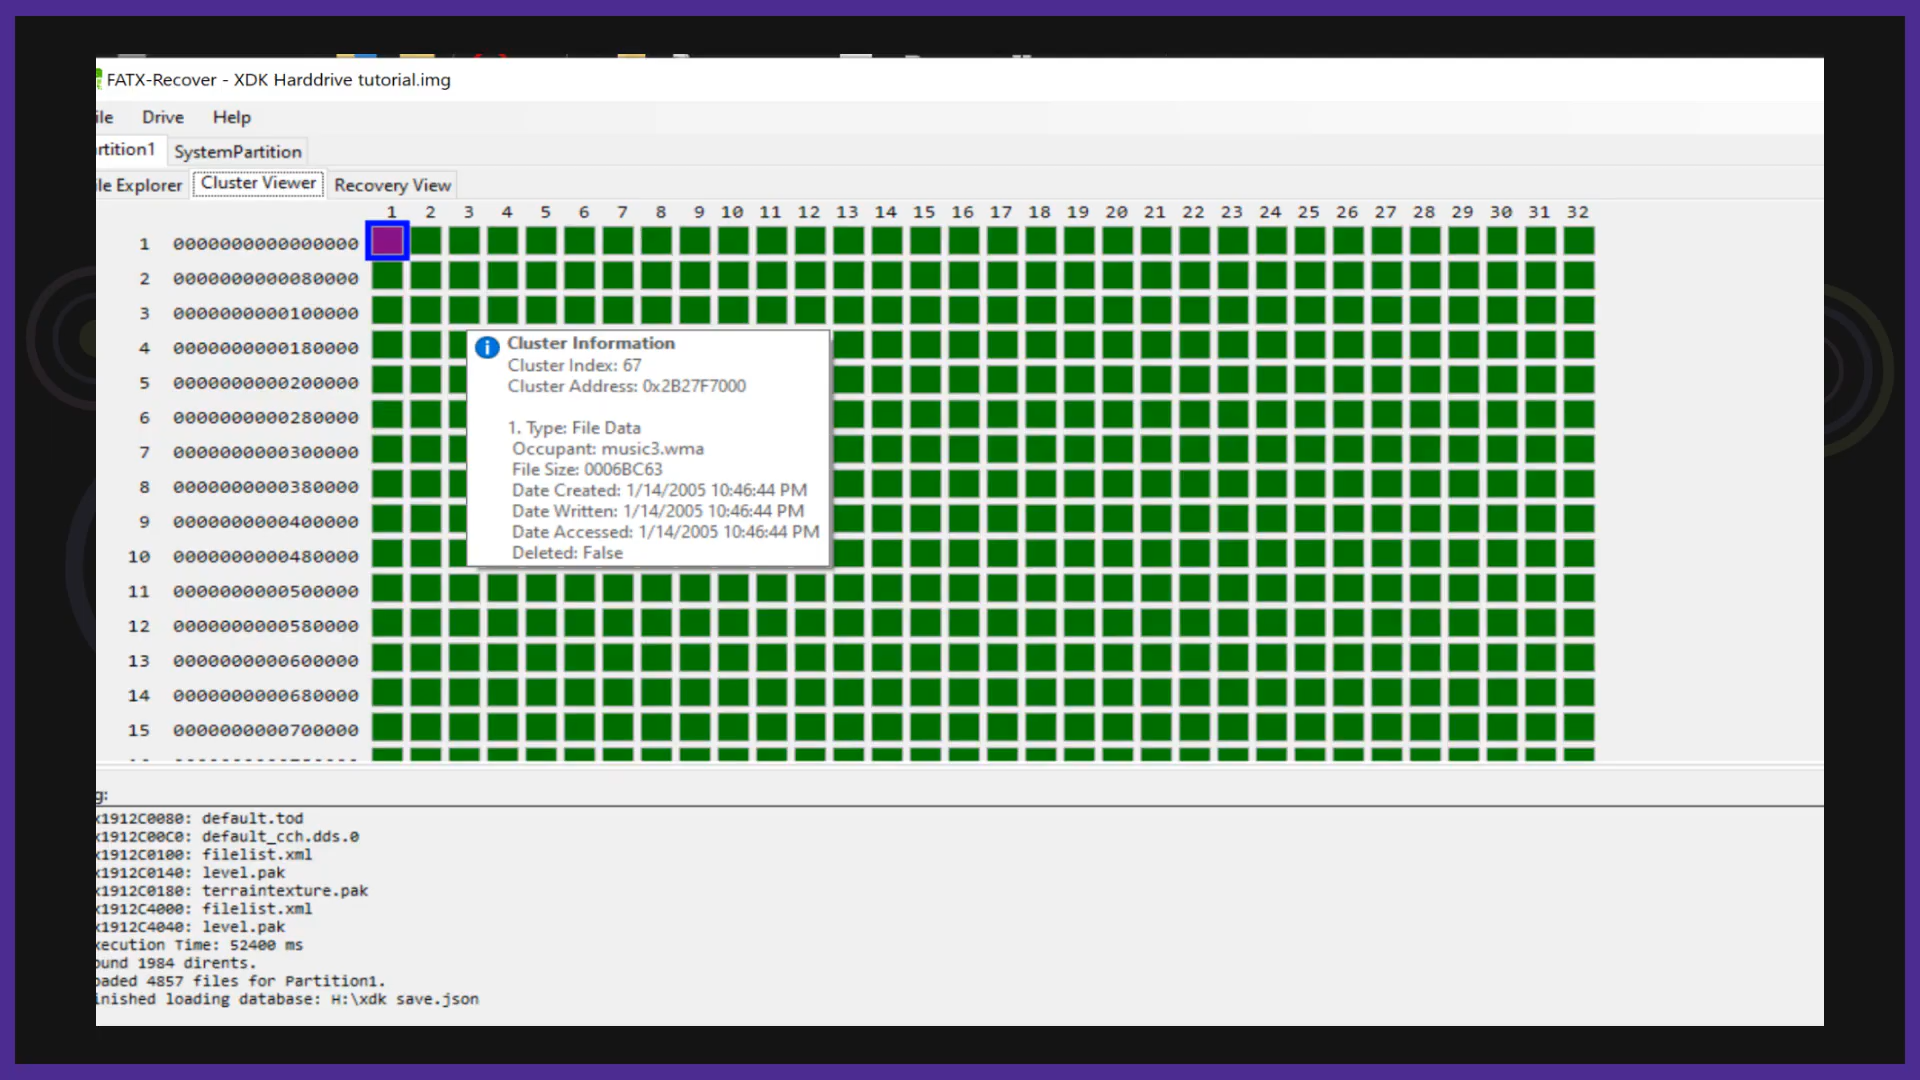 FATX-Recover - XDK Harddrive tutorial.img
ile Drive Help
rtition1 SystemPartition
le Explorer Cluster Viewer Recovery View
1 2 3 4 5 6 7 8 9 10 11 12 13 14 15 16 17 18 19 20 21 22 23 24 25 26 27 28 29 30 31 32
1 0000000000000000
2 0000000000080000
3 0000000000100000
4 0000000000180000
5 0000000000200000
6 0000000000280000
7 0000000000300000
8 0000000000380000
9 0000000000400000
10 0000000000480000
11 0000000000500000
12 0000000000580000
13 0000000000600000
14 0000000000680000
15 0000000000700000
Cluster Information
Cluster Index: 67
Cluster Address: 0x2B27F7000
1. Type: File Data
Occupant: music3.wma
File Size: 0006BC63
Date Created: 1/14/2005 10:46:44 PM
Date Written: 1/14/2005 10:46:44 PM
Date Accessed: 1/14/2005 10:46:44 PM
Deleted: False
g:
x1912C0080: default.tod
x1912C00C0: default_cch.dds.0
x1912C0100: filelist.xml
x1912C0140: level.pak
x1912C0180: terraintexture.pak
x1912C4000: filelist.xml
x1912C4040: level.pak
xecution Time: 52400 ms
ound 1984 dirents.
oaded 4857 files for Partition1.
inished loading database: H:\xdk save.json